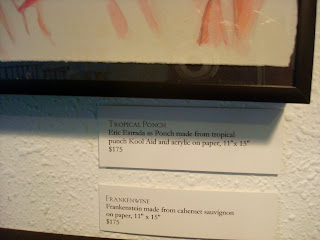 TROPICAL PONCH
Eric Estrada as Ponch made from tropical
punch Kool Aid and acrylic on paper, 11"x 15"
$175
FRANKENWINE
Frankenstein made from cabernet sauvignon
on paper, 11" x 15"
$175